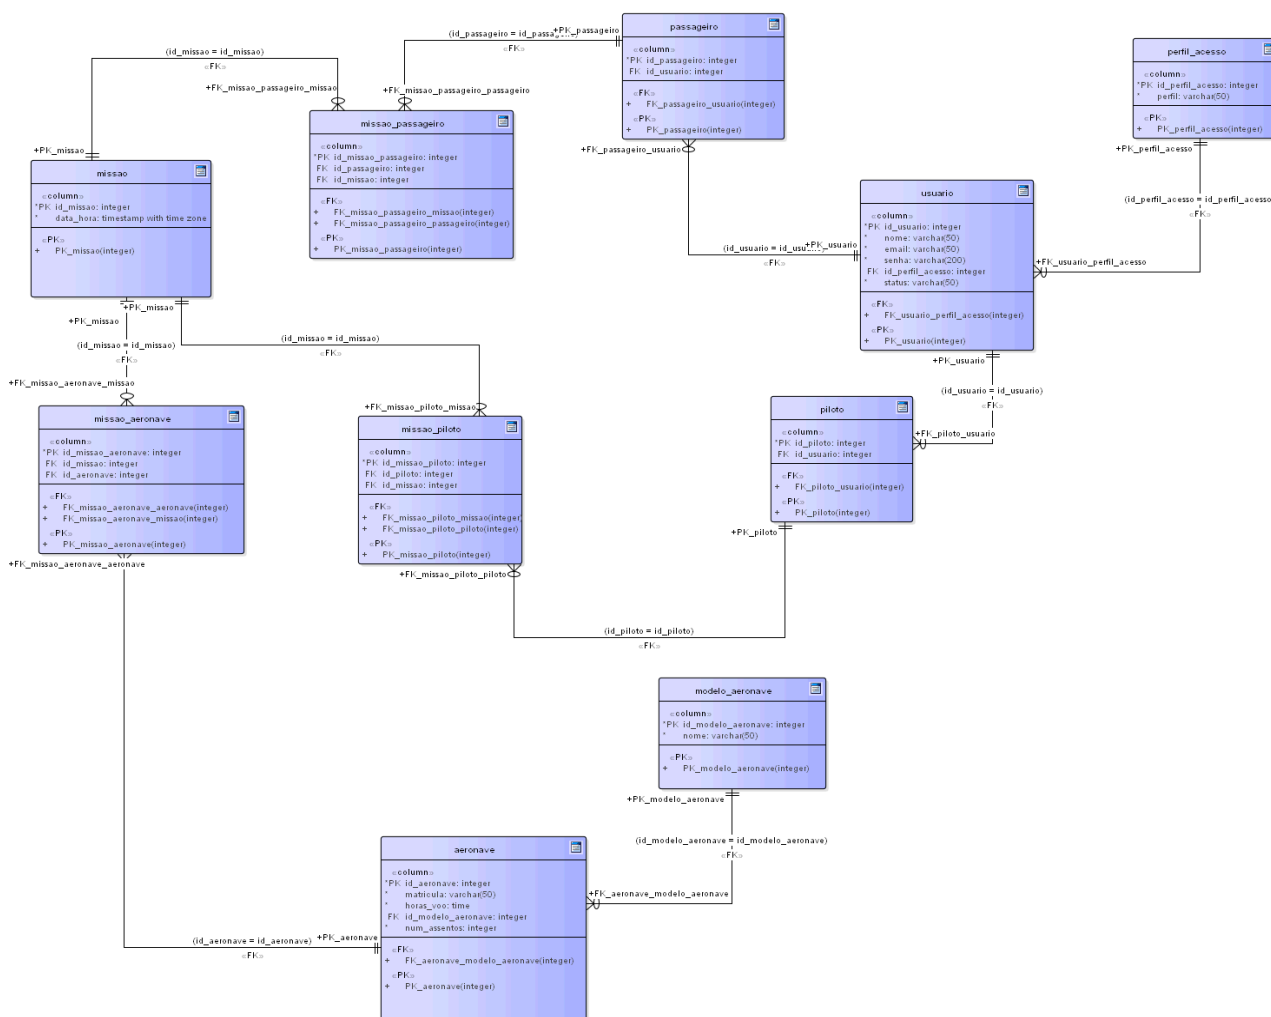 passageiro
«column»
*PK id_passageiro: integer
FK id_usuario: integer
«FK»
+ FK_passageiro_usuario(integer)
«PK»
+ PK_passageiro(integer)
+PK_passageiro
(id_passageiro = id_passageiro)
«FK»
+FK_missao_passageiro_passageiro
(id_missao = id_missao)
«FK»
+FK_missao_passageiro_missao
perfil_acesso
«column»
*PK id_perfil_acesso: integer
* perfil: varchar(50)
«PK»
+ PK_perfil_acesso(integer)
+PK_perfil_acesso
(id_perfil_acesso = id_perfil_acesso)
«FK»
+FK_usuario_perfil_acesso
missao_passageiro
«column»
*PK id_missao_passageiro: integer
FK id_passageiro: integer
FK id_missao: integer
«FK»
+ FK_missao_passageiro_missao(integer)
+ FK_missao_passageiro_passageiro(integer)
«PK»
+ PK_missao_passageiro(integer)
+PK_missao
missao
«column»
*PK id_missao: integer
* data_hora: timestamp with time zone
«PK»
+ PK_missao(integer)
+PK_missao
+PK_missao
(id_missao = id_missao)
«FK»
+FK_missao_aeronave_missao
(id_missao = id_missao)
«FK»
+FK_missao_piloto_missao
+FK_passageiro_usuario
(id_usuario = id_usuario)
«FK»
+PK_usuario
usuario
«column»
*PK id_usuario: integer
* nome: varchar(50)
* email: varchar(50)
* senha: varchar(200)
FK id_perfil_acesso: integer
* status: varchar(50)
«FK»
+ FK_usuario_perfil_acesso(integer)
«PK»
+ PK_usuario(integer)
+PK_usuario
(id_usuario = id_usuario)
«FK»
+FK_piloto_usuario
piloto
«column»
*PK id_piloto: integer
FK id_usuario: integer
«FK»
+ FK_piloto_usuario(integer)
«PK»
+ PK_piloto(integer)
+PK_piloto
missao_aeronave
«column»
*PK id_missao_aeronave: integer
FK id_missao: integer
FK id_aeronave: integer
«FK»
+ FK_missao_aeronave_aeronave(integer)
+ FK_missao_aeronave_missao(integer)
«PK»
+ PK_missao_aeronave(integer)
+FK_missao_aeronave_aeronave
missao_piloto
«column»
*PK id_missao_piloto: integer
FK id_piloto: integer
FK id_missao: integer
«FK»
+ FK_missao_piloto_missao(integer)
+ FK_missao_piloto_piloto(integer)
«PK»
+ PK_missao_piloto(integer)
+FK_missao_piloto_piloto
(id_piloto = id_piloto)
«FK»
modelo_aeronave
«column»
*PK id_modelo_aeronave: integer
* nome: varchar(50)
«PK»
+ PK_modelo_aeronave(integer)
+PK_modelo_aeronave
(id_modelo_aeronave = id_modelo_aeronave)
«FK»
+FK_aeronave_modelo_aeronave
aeronave
«column»
*PK id_aeronave: integer
* matricula: varchar(50)
* horas_voo: time
FK id_modelo_aeronave: integer
* num_assentos: integer
«FK»
+ FK_aeronave_modelo_aeronave(integer)
«PK»
+ PK_aeronave(integer)
+PK_aeronave
(id_aeronave = id_aeronave)
«FK»